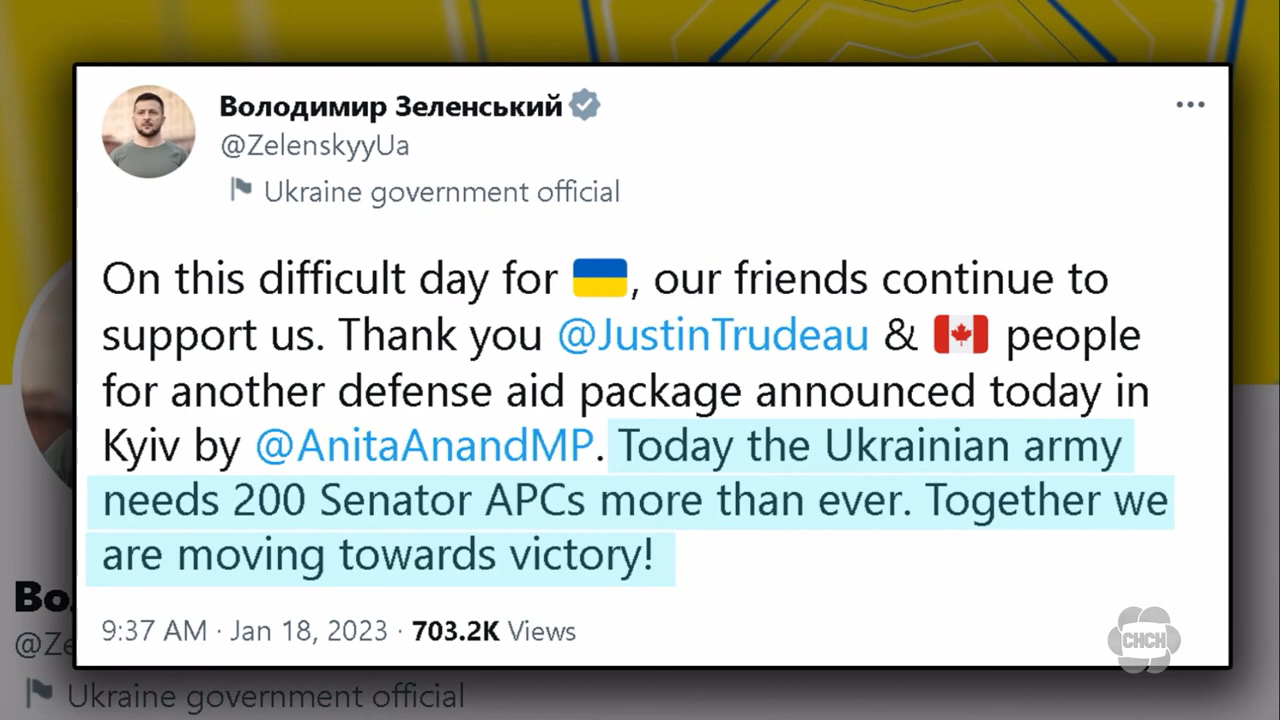 Володимир Зеленський
@ZelenskyyUa
Ukraine government official
On this difficult day for 🇺🇦, our friends continue to
support us. Thank you @JustinTrudeau & 🇨🇦 people
for another defense aid package announced today in
Kyiv by @AnitaAnandMP. Today the Ukrainian army
needs 200 Senator APCs more than ever. Together we
are moving towards victory!
9:37 AM · Jan 18, 2023 · 703.2K Views
CHCH
Во
@Ze
Ukraine government official